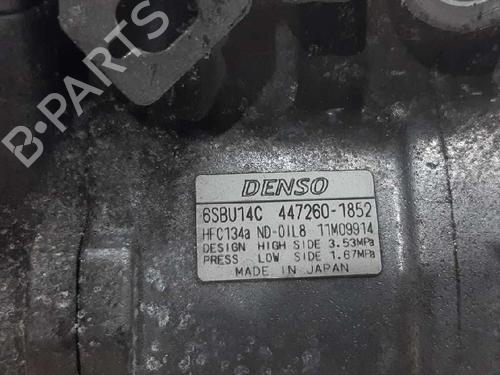 B-PARTS
DENSO
6SBU14C 447260-1852
HFC134a ND-OIL8 11M09914
DESIGN HIGH SIDE 3.53MPa
PRESS LOW SIDE 1.67MPa
MADE IN JAPAN